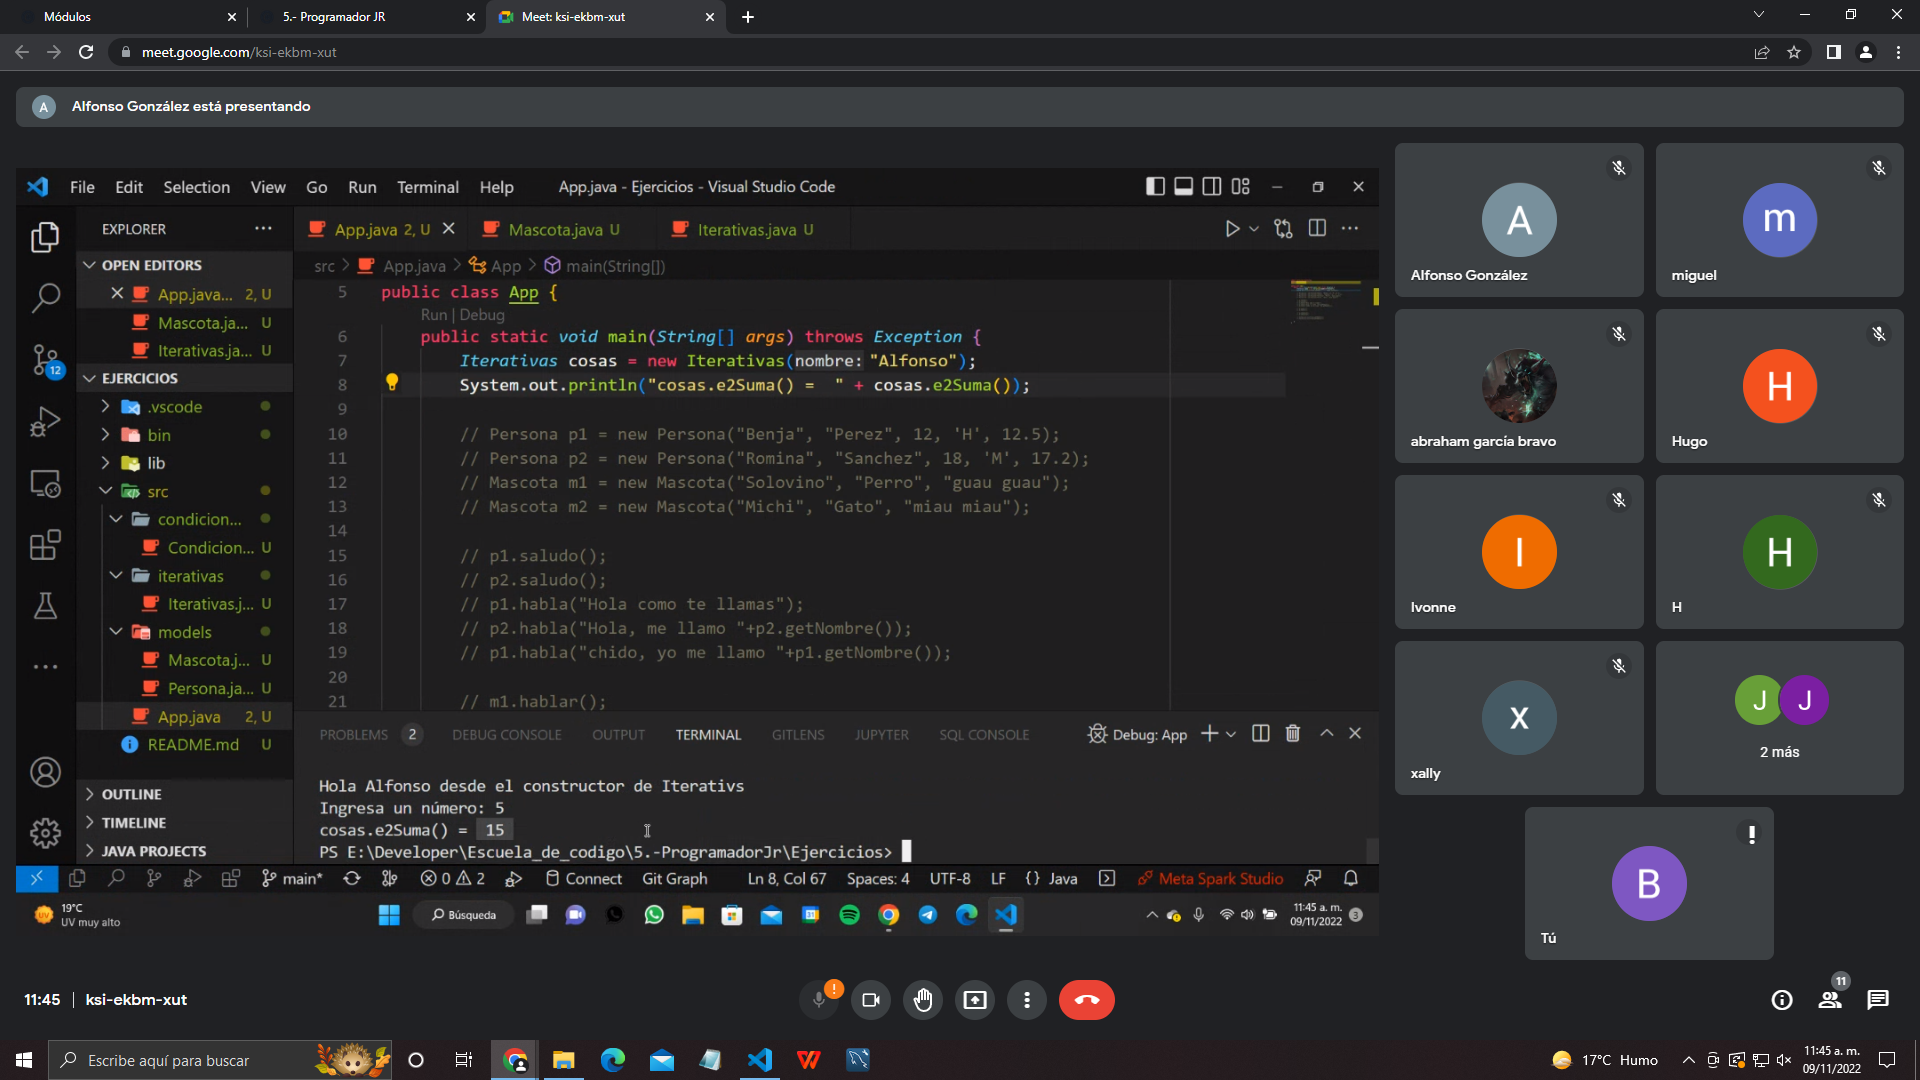 Módulos
5.- Programador JR
Meet: ksi-ekbm-xut
meet.google.com/ksi-ekbm-xut
A Alfonso González está presentando
File Edit Selection View Go Run Terminal Help App.java - Ejercicios - Visual Studio Code
EXPLORER
App.java 2, U
Mascota.java U
Iterativas.java U
OPEN EDITORS
App.java... 2, U
Mascota.ja... U
Iterativas.ja... U
EJERCICIOS
.vscode
bin
lib
src
condicion...
Condicion... U
iterativas
Iterativas.j... U
models
Mascota.j... U
Persona.ja... U
App.java 2, U
README.md U
OUTLINE
TIMELINE
JAVA PROJECTS
12
src > App.java > App > main(String[])
5 public class App {
Run | Debug
6 public static void main(String[] args) throws Exception {
7 Iterativas cosas = new Iterativas(nombre: "Alfonso");
8 System.out.println("cosas.e2Suma() =  " + cosas.e2Suma());
9
10 // Persona p1 = new Persona("Benja", "Perez", 12, 'H', 12.5);
11 // Persona p2 = new Persona("Romina", "Sanchez", 18, 'M', 17.2);
12 // Mascota m1 = new Mascota("Solovino", "Perro", "guau guau");
13 // Mascota m2 = new Mascota("Michi", "Gato", "miau miau");
14
15 // p1.saludo();
16 // p2.saludo();
17 // p1.habla("Hola como te llamas");
18 // p2.habla("Hola, me llamo "+p2.getNombre());
19 // p1.habla("chido, yo me llamo "+p1.getNombre());
20
21 // m1.hablar();
PROBLEMS 2 DEBUG CONSOLE OUTPUT TERMINAL GITLENS JUPYTER SQL CONSOLE Debug: App
Hola Alfonso desde el constructor de Iterativs
Ingresa un número: 5
cosas.e2Suma() =  15
PS E:\Developer\Escuela_de_codigo\5.-ProgramadorJr\Ejercicios>
main* 0 2 Connect Git Graph Ln 8, Col 67 Spaces: 4 UTF-8 LF {} Java Meta Spark Studio
19°C
UV muy alto
Búsqueda
11:45 a. m.
09/11/2022
3
A
Alfonso González
m
miguel
abraham garcía bravo
H
Hugo
I
Ivonne
H
H
x
xally
J J
2 más
B
Tú
11:45 | ksi-ekbm-xut
11
Escribe aquí para buscar
17°C Humo
11:45 a. m.
09/11/2022